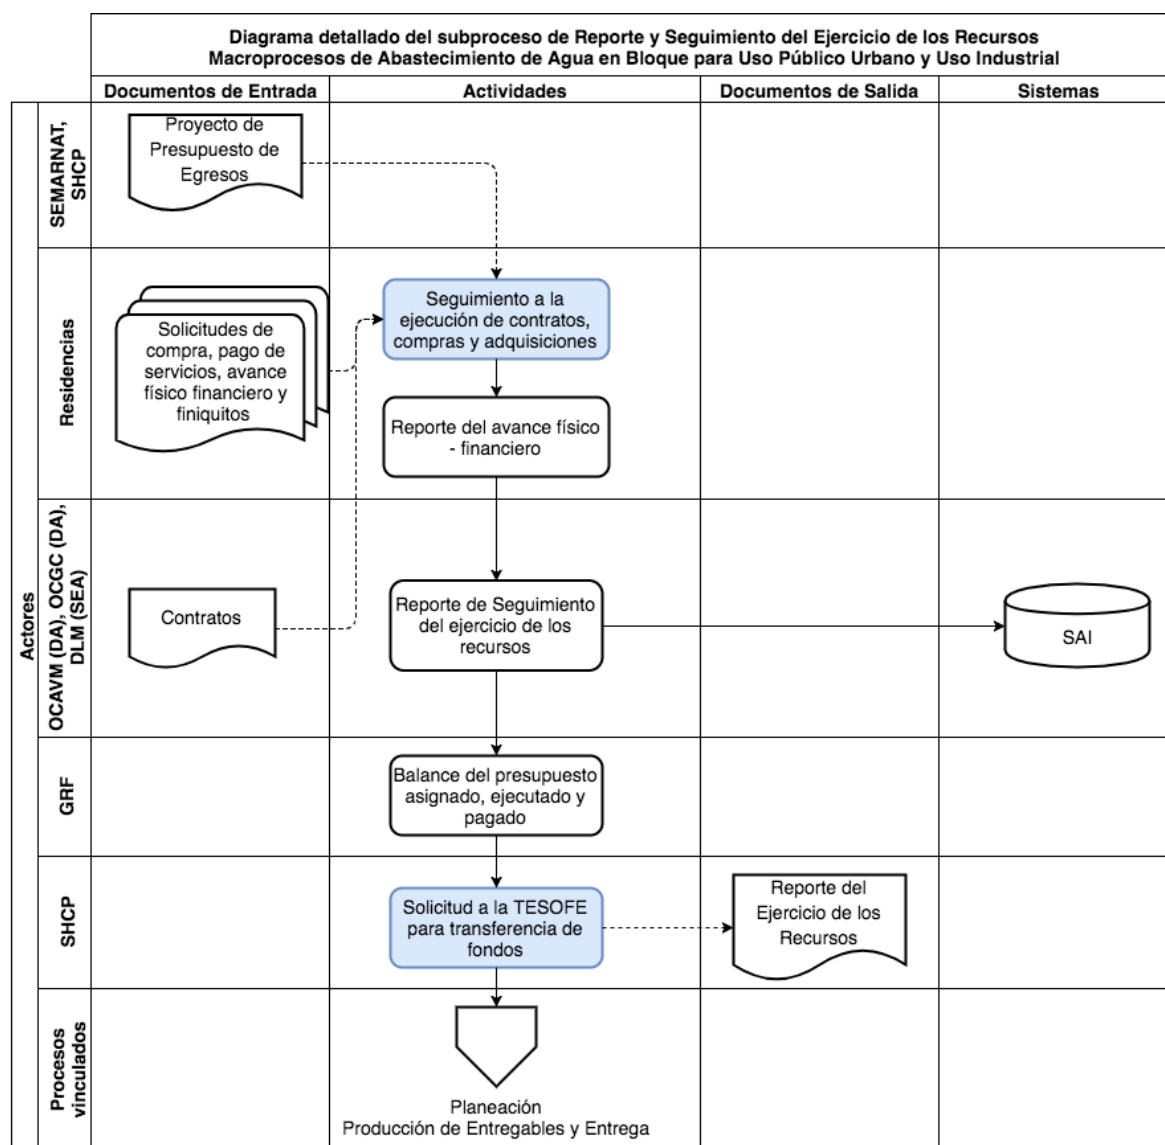 Diagrama detallado del subproceso de Reporte y Seguimiento del Ejercicio de los Recursos
Macroprocesos de Abastecimiento de Agua en Bloque para Uso Público Urbano y Uso Industrial
Documentos de Entrada
Actividades
Documentos de Salida
Sistemas
Actores
SEMARNAT,
SHCP
Proyecto de
Presupuesto de
Egresos
Residencias
Solicitudes de
compra, pago de
servicios, avance
físico financiero y
finiquitos
Seguimiento a la
ejecución de contratos,
compras y adquisiciones
Reporte del avance físico
- financiero
OCAVM (DA), OCGC (DA),
DLM (SEA)
Contratos
Reporte de Seguimiento
del ejercicio de los
recursos
SAI
GRF
Balance del presupuesto
asignado, ejecutado y
pagado
SHCP
Solicitud a la TESOFE
para transferencia de
fondos
Reporte del
Ejercicio de los
Recursos
Procesos
vinculados
Planeación
Producción de Entregables y Entrega